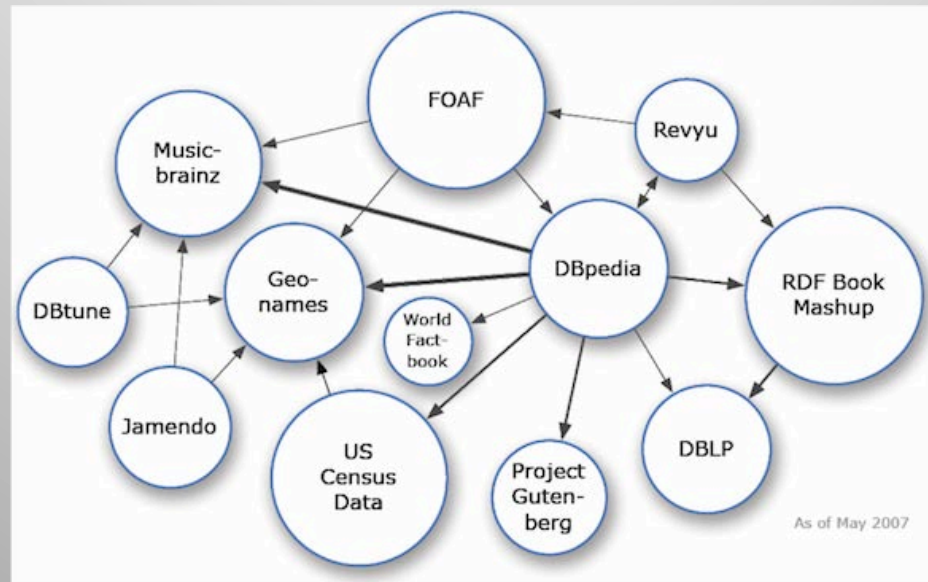 FOAF
Revyu
Music-
brainz
DBpedia
Geo-
names
RDF Book
Mashup
DBtune
World
Fact-
book
Jamendo
US
Census
Data
Project
Guten-
berg
DBLP
As of May 2007